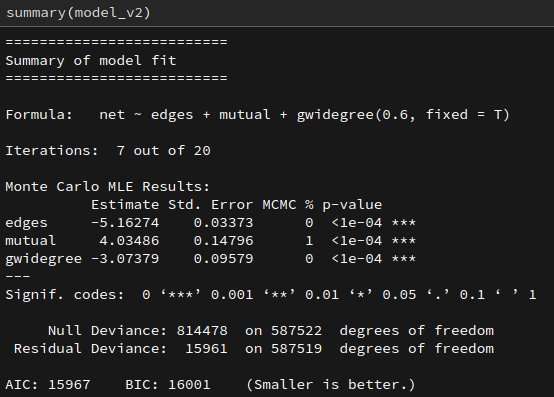 summary(model_v2)
==========================
Summary of model fit
==========================
Formula:   net ~ edges + mutual + gwidegree(0.6, fixed = T)
Iterations:  7 out of 20
Monte Carlo MLE Results:
          Estimate Std. Error MCMC % p-value
edges     -5.16274    0.03373      0  <1e-04 ***
mutual     4.03486    0.14796      1  <1e-04 ***
gwidegree -3.07379    0.09579      0  <1e-04 ***
---
Signif. codes:  0 ‘***’ 0.001 ‘**’ 0.01 ‘*’ 0.05 ‘.’ 0.1 ‘ ’ 1
     Null Deviance: 814478  on 587522  degrees of freedom
 Residual Deviance:  15961  on 587519  degrees of freedom
AIC: 15967    BIC: 16001    (Smaller is better.)